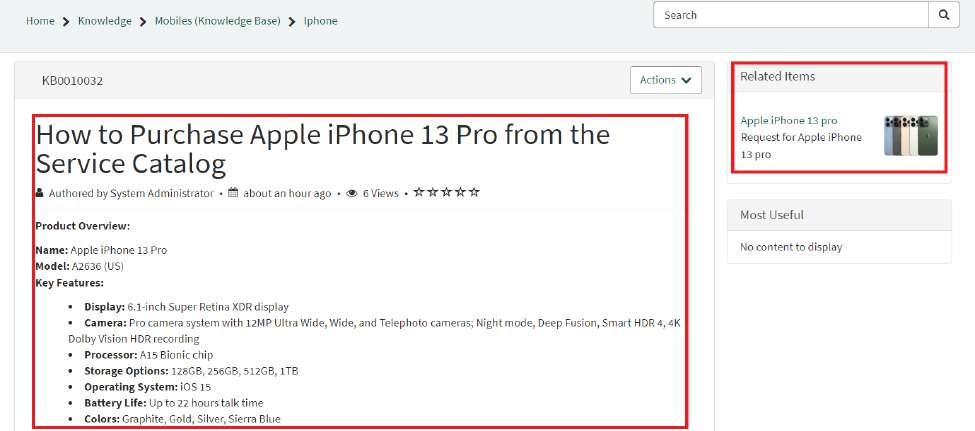 Home > Knowledge > Mobiles (Knowledge Base) > Iphone
Search
KB0010032
Actions
How to Purchase Apple iPhone 13 Pro from the
Service Catalog
Authored by System Administrator • about an hour ago • 6 Views •
Product Overview:
Name: Apple iPhone 13 Pro
Model: A2636 (US)
Key Features:
• Display: 6.1-inch Super Retina XDR display
• Camera: Pro camera system with 12MP Ultra Wide, Wide, and Telephoto cameras; Night mode, Deep Fusion, Smart HDR 4, 4K
Dolby Vision HDR recording
• Processor: A15 Bionic chip
• Storage Options: 128GB, 256GB, 512GB, 1TB
• Operating System: iOS 15
• Battery Life: Up to 22 hours talk time
• Colors: Graphite, Gold, Silver, Sierra Blue
Related Items
Apple iPhone 13 pro
Request for Apple iPhone
13 pro
Most Useful
No content to display